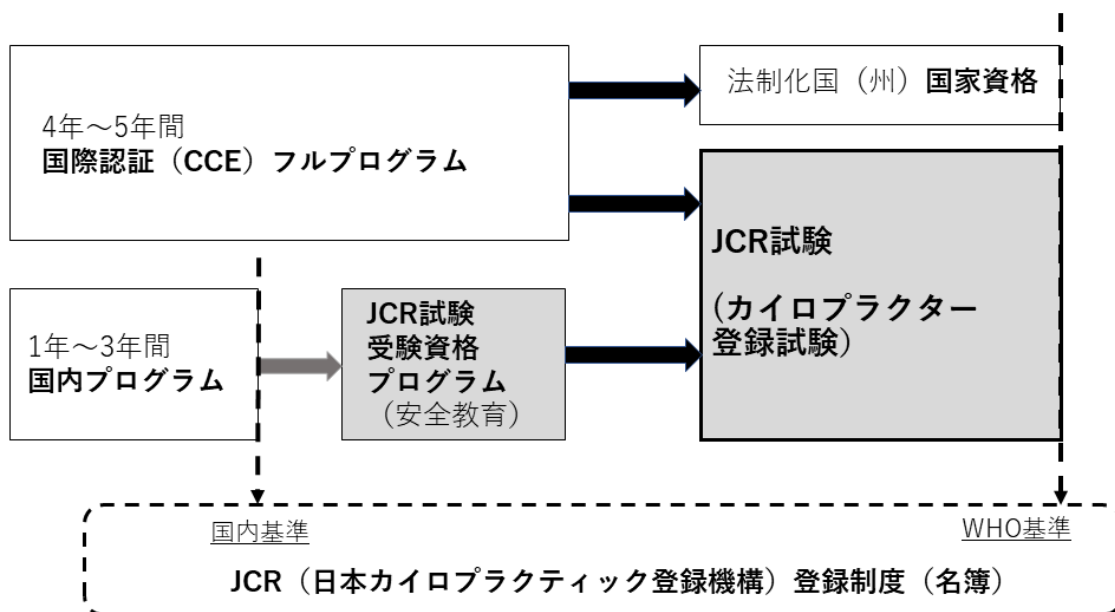 4年～5年間
国際認証（CCE）フルプログラム
法制化国（州）国家資格
JCR試験
(カイロプラクター
登録試験）
1年～3年間
国内プログラム
JCR試験
受験資格
プログラム
（安全教育）
国内基準
WHO基準
JCR（日本カイロプラクティック登録機構）登録制度（名簿）